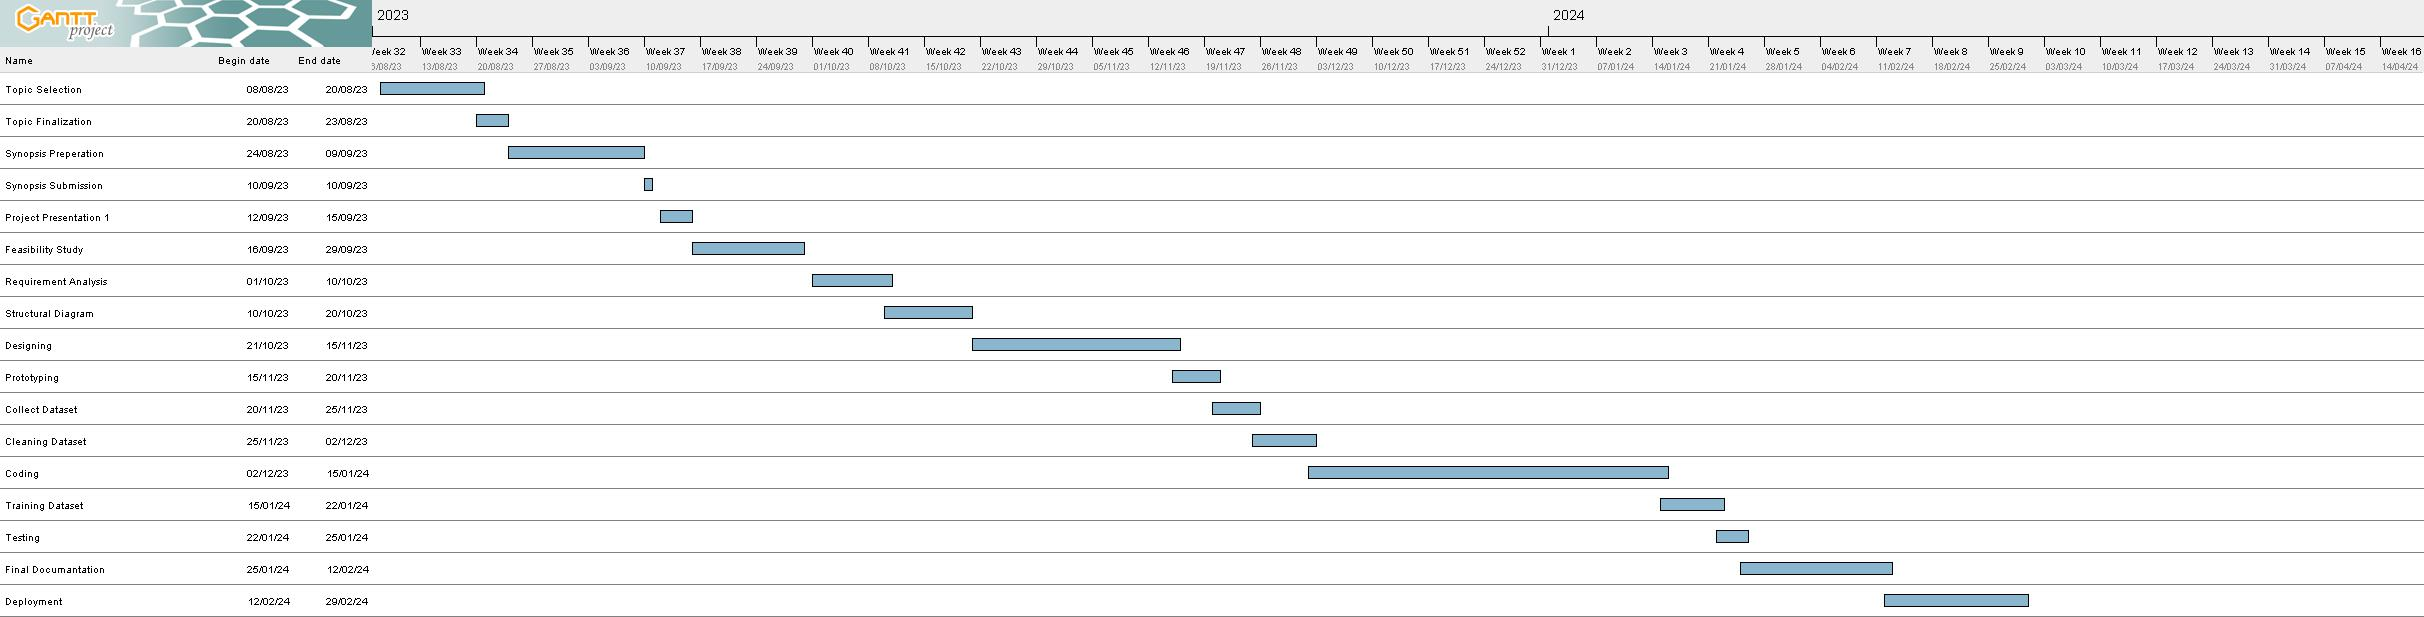 GANTT
project
2023 2024
Week 32 Week 33 Week 34 Week 35 Week 36 Week 37 Week 38 Week 39 Week 40 Week 41 Week 42 Week 43 Week 44 Week 45 Week 46 Week 47 Week 48 Week 49 Week 50 Week 51 Week 52 Week 1 Week 2 Week 3 Week 4 Week 5 Week 6 Week 7 Week 8 Week 9 Week 10 Week 11 Week 12 Week 13 Week 14 Week 15 Week 16
Name Begin date End date 6/08/23 13/08/23 20/08/23 27/08/23 03/09/23 10/09/23 17/09/23 24/09/23 01/10/23 08/10/23 15/10/23 22/10/23 29/10/23 05/11/23 12/11/23 19/11/23 26/11/23 03/12/23 10/12/23 17/12/23 24/12/23 31/12/23 07/01/24 14/01/24 21/01/24 28/01/24 04/02/24 11/02/24 18/02/24 25/02/24 03/03/24 10/03/24 17/03/24 24/03/24 31/03/24 07/04/24 14/04/24
Topic Selection 08/08/23 20/08/23
Topic Finalization 20/08/23 23/08/23
Synopsis Preperation 24/08/23 09/09/23
Synopsis Submission 10/09/23 10/09/23
Project Presentation 1 12/09/23 15/09/23
Feasibility Study 16/09/23 29/09/23
Requirement Analysis 01/10/23 10/10/23
Structural Diagram 10/10/23 20/10/23
Designing 21/10/23 15/11/23
Prototyping 15/11/23 20/11/23
Collect Dataset 20/11/23 25/11/23
Cleaning Dataset 25/11/23 02/12/23
Coding 02/12/23 15/01/24
Training Dataset 15/01/24 22/01/24
Testing 22/01/24 25/01/24
Final Documantation 25/01/24 12/02/24
Deployment 12/02/24 29/02/24